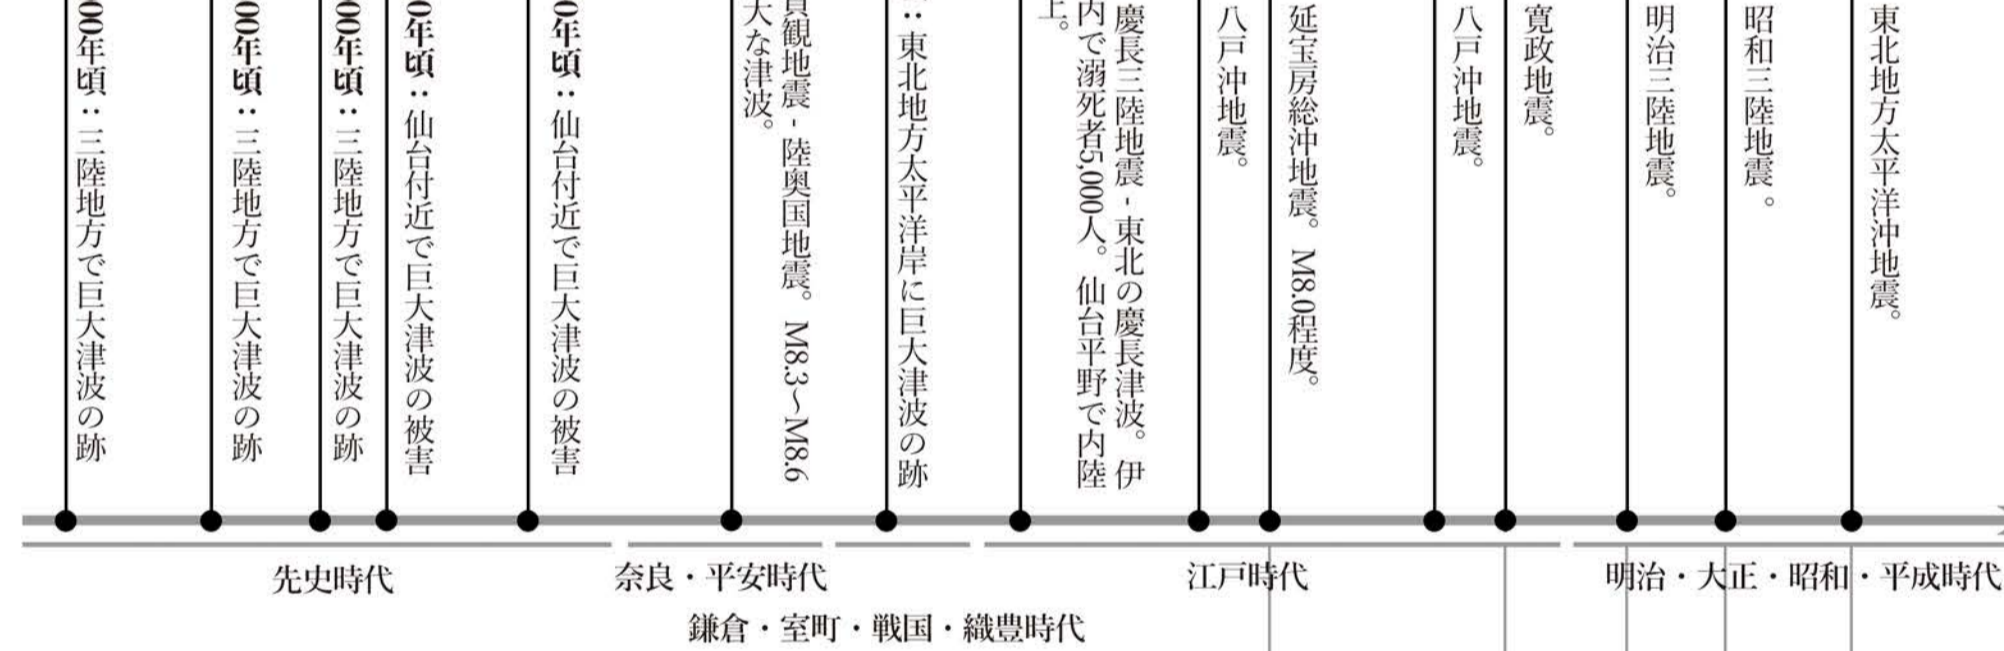 00年頃：三陸地方で巨大津波の跡
00年頃：三陸地方で巨大津波の跡
00年頃：三陸地方で巨大津波の跡
0年頃：仙台付近で巨大津波の被害
0年頃：仙台付近で巨大津波の被害
観地震 - 陸奥国地震。 M8.3～M8.6
大な津波。
：東北地方太平洋岸に巨大津波の跡
慶長三陸地震 - 東北の慶長津波。伊
内で溺死者5,000人。 仙台平野で内陸
上。
八戸沖地震。
延宝房総沖地震。 M8.0程度。
八戸沖地震。
寛政地震。
明治三陸地震。
昭和三陸地震 。
東北地方太平洋沖地震。
先史時代
奈良・平安時代
鎌倉・室町・戦国・織豊時代
江戸時代
明治・大正・昭和・平成時代